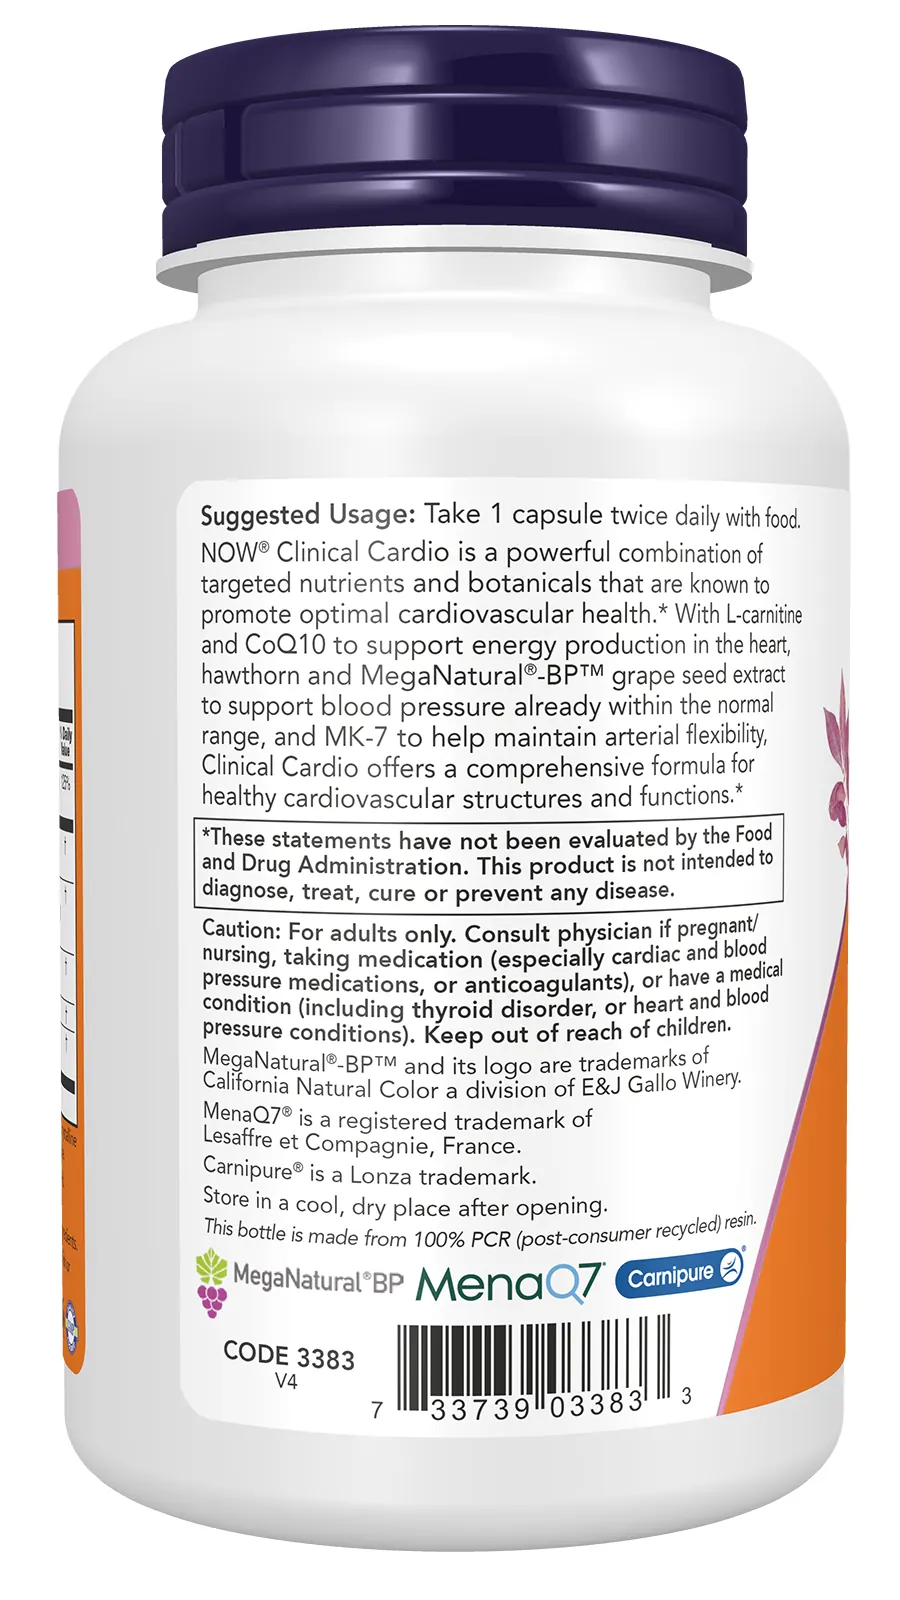 Suggested Usage: Take 1 capsule twice daily with food.
NOW® Clinical Cardio is a powerful combination of
targeted nutrients and botanicals that are known to
promote optimal cardiovascular health.* With L-carnitine
and CoQ10 to support energy production in the heart,
hawthorn and MegaNatural®-BP™ grape seed extract
to support blood pressure already within the normal
range, and MK-7 to help maintain arterial flexibility,
Clinical Cardio offers a comprehensive formula for
healthy cardiovascular structures and functions.*
*These statements have not been evaluated by the Food
and Drug Administration. This product is not intended to
diagnose, treat, cure or prevent any disease.
Caution: For adults only. Consult physician if pregnant/
nursing, taking medication (especially cardiac and blood
pressure medications, or anticoagulants), or have a medical
condition (including thyroid disorder, or heart and blood
pressure conditions). Keep out of reach of children.
MegaNatural®-BP™ and its logo are trademarks of
California Natural Color a division of E&J Gallo Winery.
MenaQ7® is a registered trademark of
Lesaffre et Compagnie, France.
Carnipure® is a Lonza trademark.
Store in a cool, dry place after opening.
This bottle is made from 100% PCR (post-consumer recycled) resin.
MegaNatural®BP MenaQ7® Carnipure®
CODE 3383
V4
7 33739 03383 3
% Daily
Value